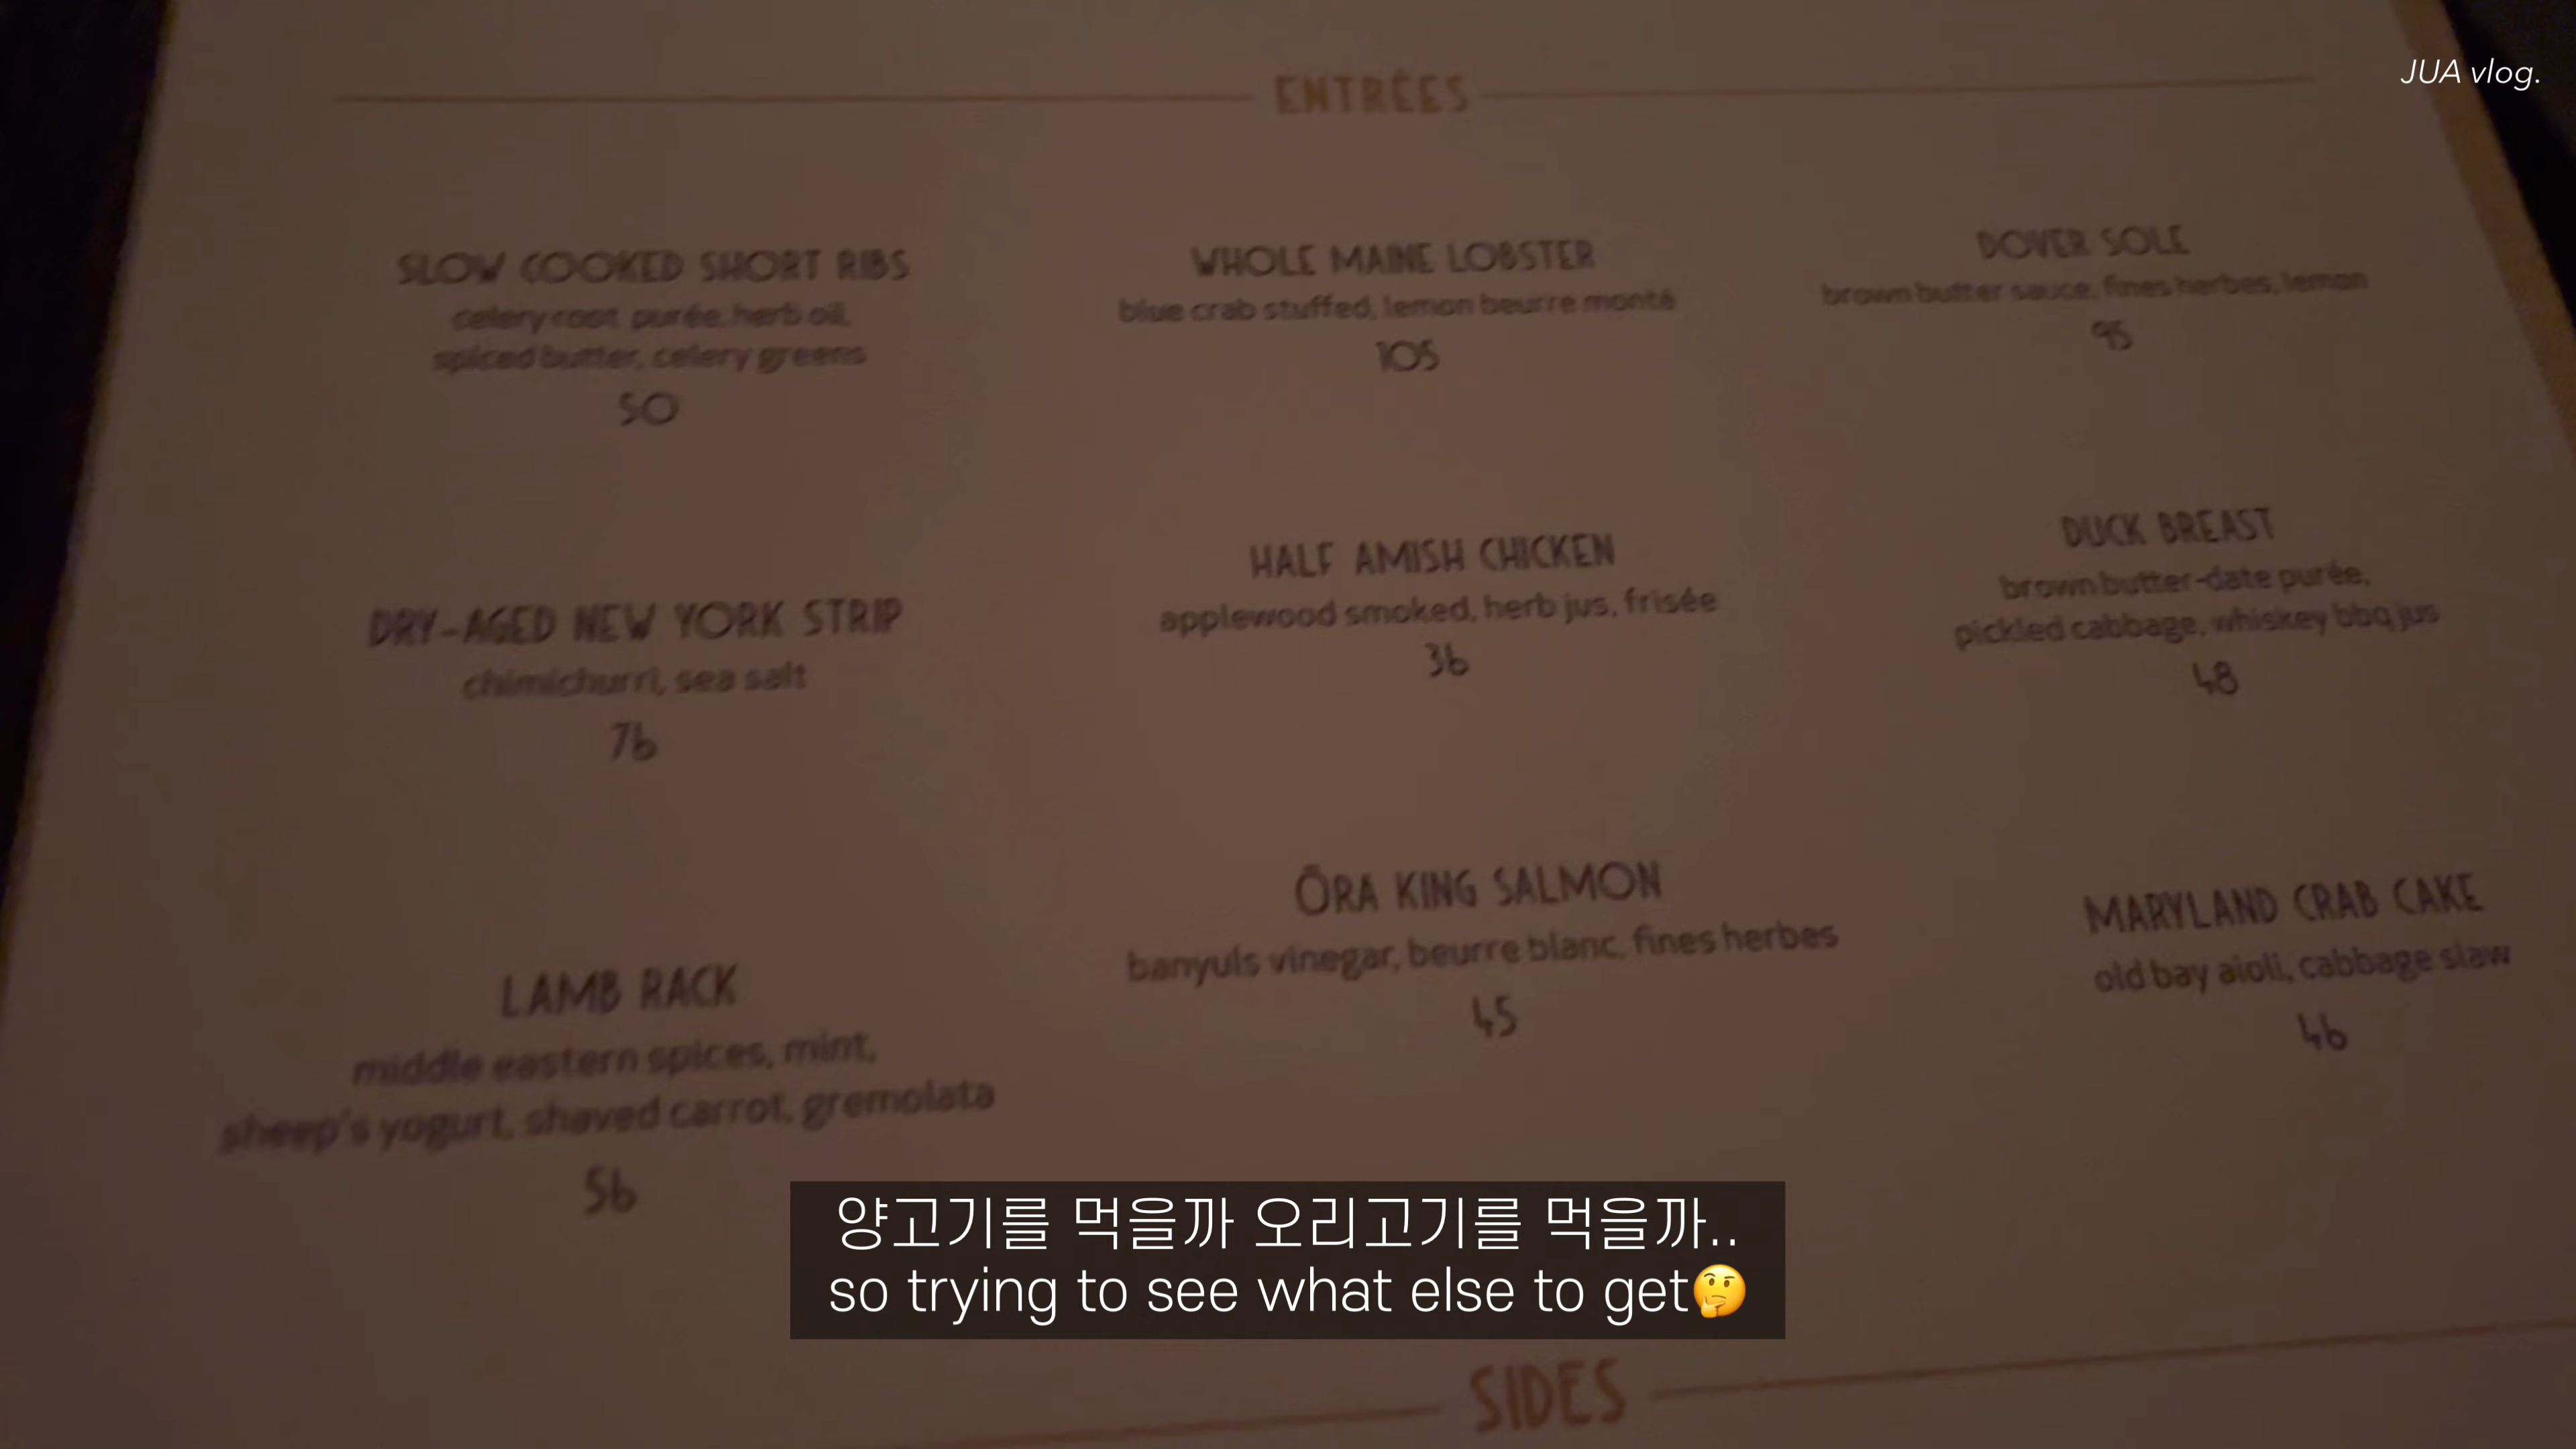 JUA vlog.
ENTRÉES
SLOW COOKED SHORT RIBS
celery root purée, herb oil,
spiced butter, celery greens
50
WHOLE MAINE LOBSTER
blue crab stuffed, lemon beurre monté
105
DOVER SOLE
brown butter sauce, fines herbes, lemon
95
DRY-AGED NEW YORK STRIP
chimichurri, sea salt
76
HALF AMISH CHICKEN
applewood smoked, herb jus, frisée
36
DUCK BREAST
brown butter-date purée,
pickled cabbage, whiskey bbq jus
48
LAMB RACK
middle eastern spices, mint,
sheep's yogurt, shaved carrot, gremolata
56
ŌRA KING SALMON
banyuls vinegar, beurre blanc, fines herbes
45
MARYLAND CRAB CAKE
old bay aioli, cabbage slaw
46
양고기를 먹을까 오리고기를 먹을까..
so trying to see what else to get🤔
SIDES